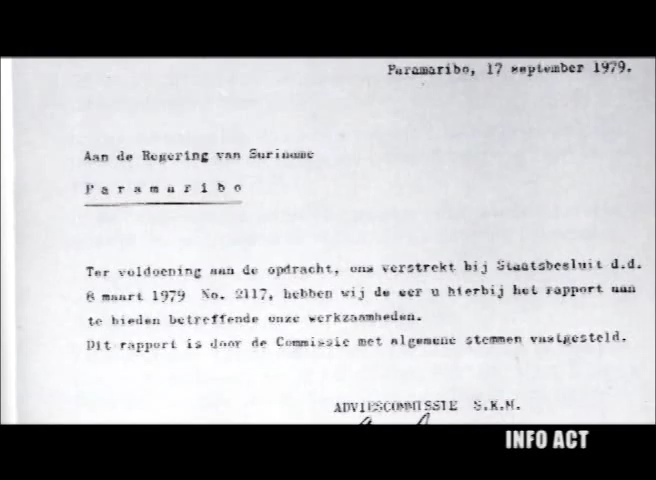 Paramaribo, 17 september 1979.
Aan de Regering van Suriname
P a r a m a r i b o
Ter voldoening aan de opdracht, ons verstrekt bij Staatsbesluit d.d.
8 maart 1979 No. 2117, hebben wij de eer u hierbij het rapport aan
te bieden betreffende onze werkzaamheden.
Dit rapport is door de Commissie met algemene stemmen vastgesteld.
ADVIESCOMMISSIE S.K.M.
INFO ACT